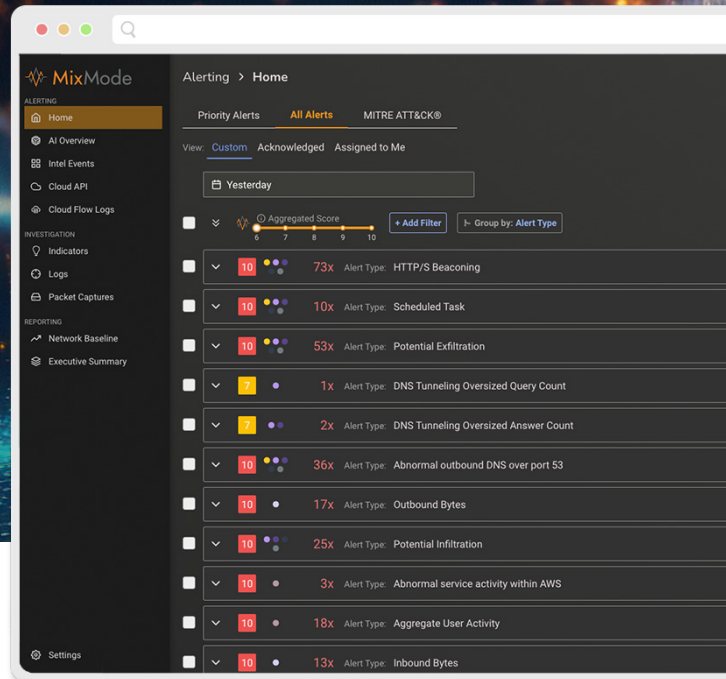 MixMode
ALERTING
Home
AI Overview
Intel Events
Cloud API
Cloud Flow Logs
INVESTIGATION
Indicators
Logs
Packet Captures
REPORTING
Network Baseline
Executive Summary
Settings
Alerting > Home
Priority Alerts All Alerts MITRE ATT&CK®
View: Custom Acknowledged Assigned to Me
Yesterday
Aggregated Score
6 7 8 9 10
+ Add Filter
Group by: Alert Type
10 73x Alert Type: HTTP/S Beaconing
10 10x Alert Type: Scheduled Task
10 53x Alert Type: Potential Exfiltration
7 1x Alert Type: DNS Tunneling Oversized Query Count
7 2x Alert Type: DNS Tunneling Oversized Answer Count
10 36x Alert Type: Abnormal outbound DNS over port 53
10 17x Alert Type: Outbound Bytes
10 25x Alert Type: Potential Infiltration
10 3x Alert Type: Abnormal service activity within AWS
10 18x Alert Type: Aggregate User Activity
10 13x Alert Type: Inbound Bytes